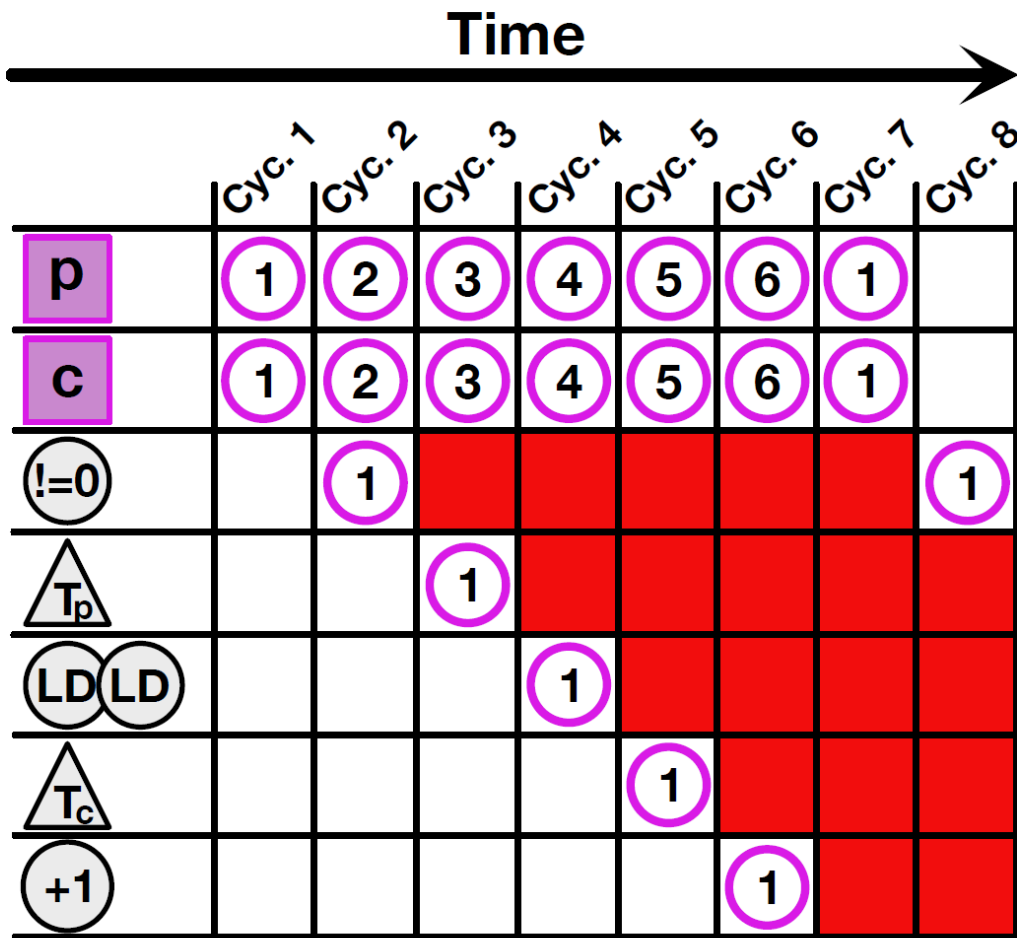 Time
Cyc. 1 Cyc. 2 Cyc. 3 Cyc. 4 Cyc. 5 Cyc. 6 Cyc. 7 Cyc. 8
p 1 2 3 4 5 6 1
c 1 2 3 4 5 6 1
!=0 1 1
Tp 1
LD LD 1
Tc 1
+1 1